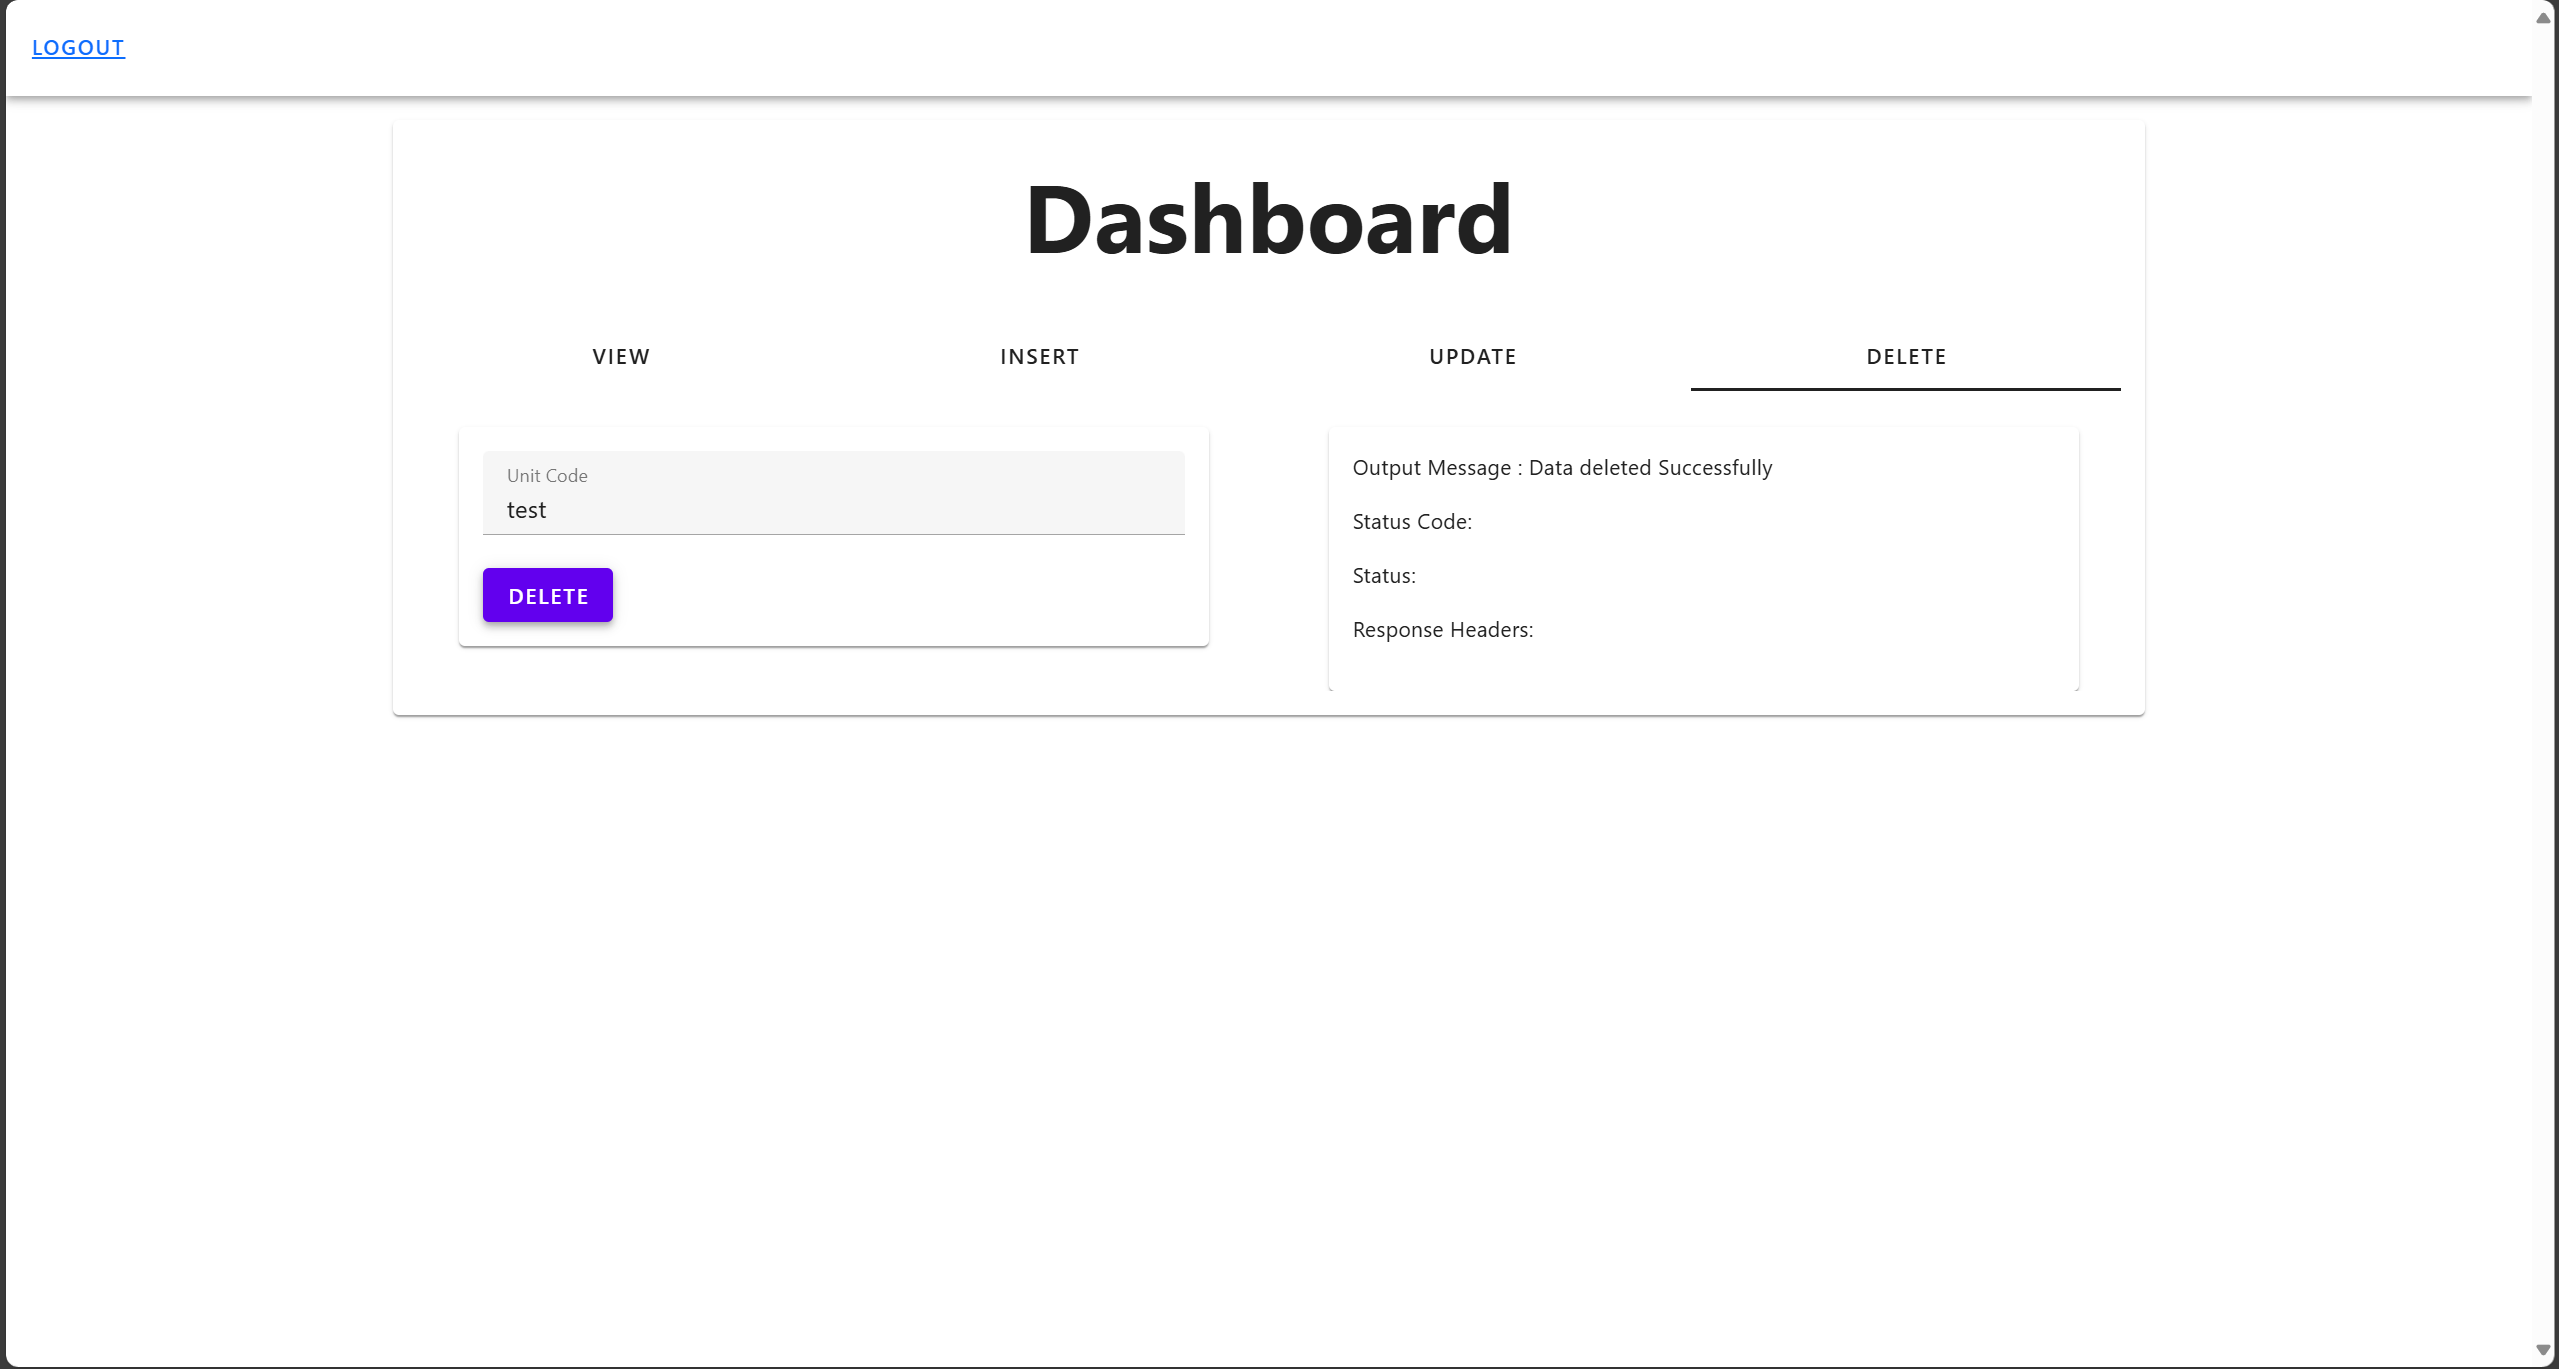 LOGOUT
Dashboard
VIEW INSERT UPDATE DELETE
Unit Code
test
DELETE
Output Message : Data deleted Successfully
Status Code:
Status:
Response Headers: